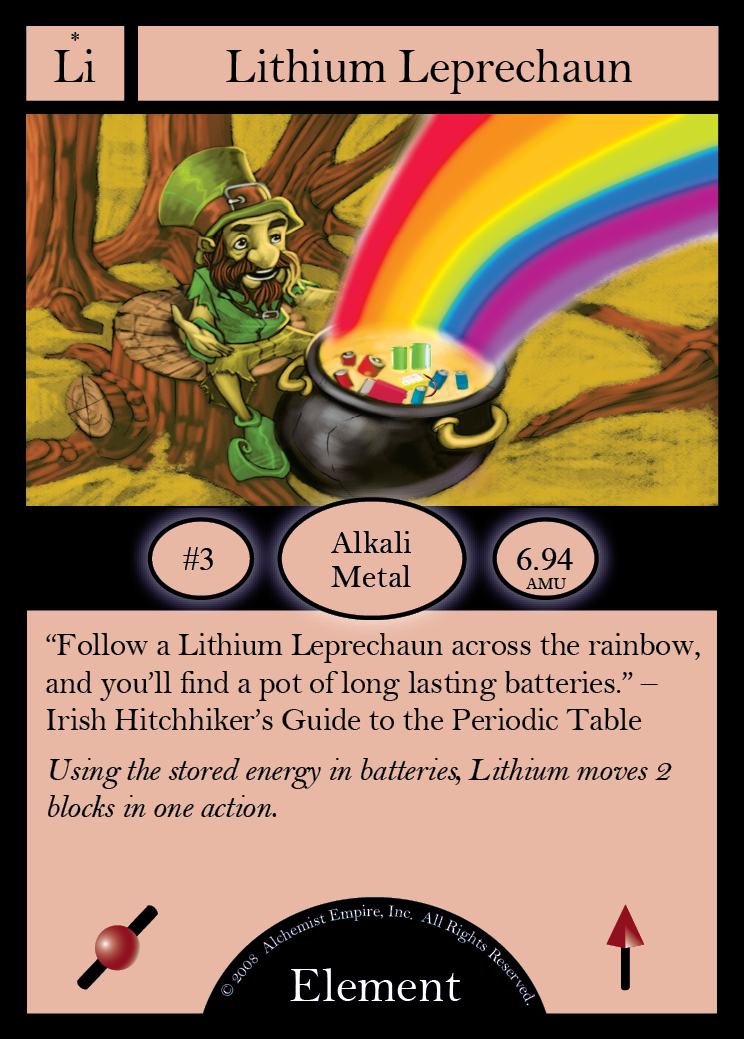 *
Li
Lithium Leprechaun
#3
Alkali
Metal
6.94
AMU
“Follow a Lithium Leprechaun across the rainbow,
and you’ll find a pot of long lasting batteries.” –
Irish Hitchhiker’s Guide to the Periodic Table
Using the stored energy in batteries, Lithium moves 2
blocks in one action.
© 2008 Alchemist Empire, Inc. All Rights Reserved.
Element